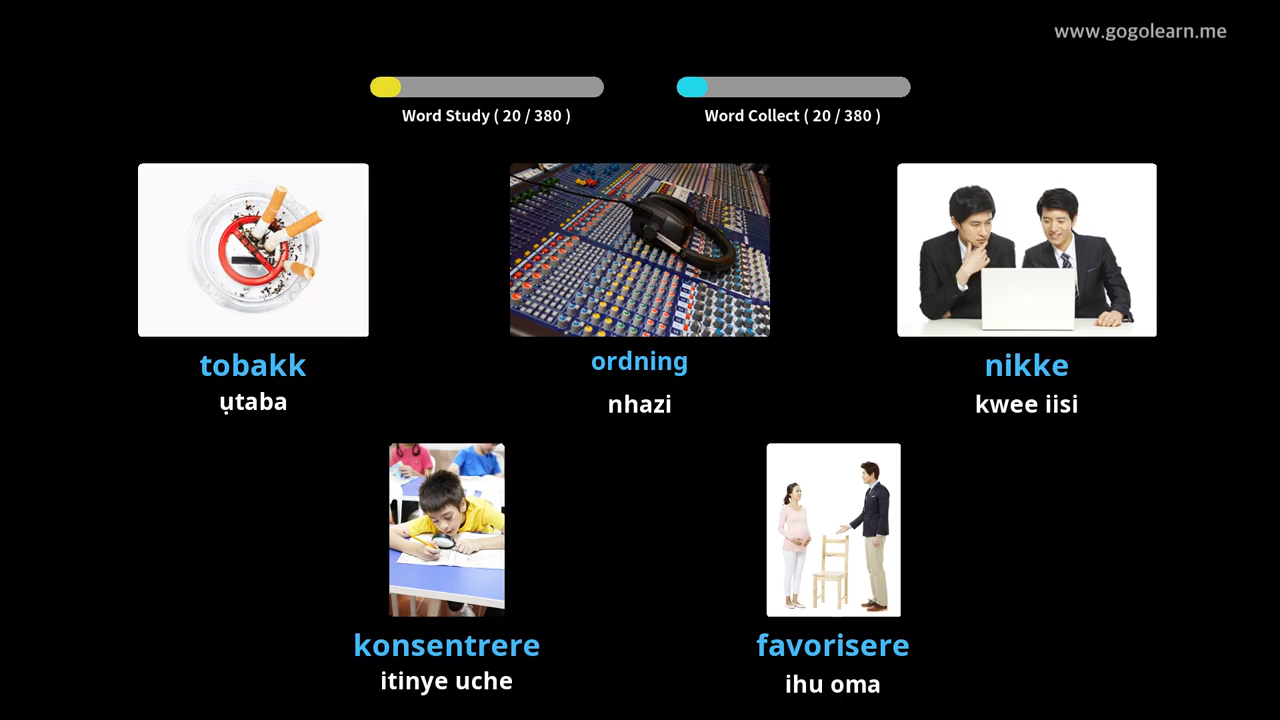 www.gogolearn.me
Word Study ( 20 / 380 )
Word Collect ( 20 / 380 )
tobakk
ụtaba
ordning
nhazi
nikke
kwee iisi
konsentrere
itinye uche
favorisere
ihu oma